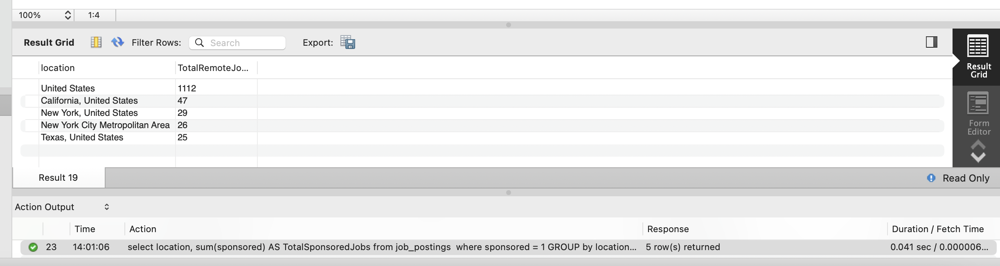 100% 1:4
Result Grid Filter Rows: Search Export:
location TotalRemoteJo...
United States 1112
California, United States 47
New York, United States 29
New York City Metropolitan Area 26
Texas, United States 25
Result Grid
Form Editor
Result 19 Read Only
Action Output
Time Action Response Duration / Fetch Time
23 14:01:06 select location, sum(sponsored) AS TotalSponsoredJobs from job_postings where sponsored = 1 GROUP by location... 5 row(s) returned 0.041 sec / 0.000006...